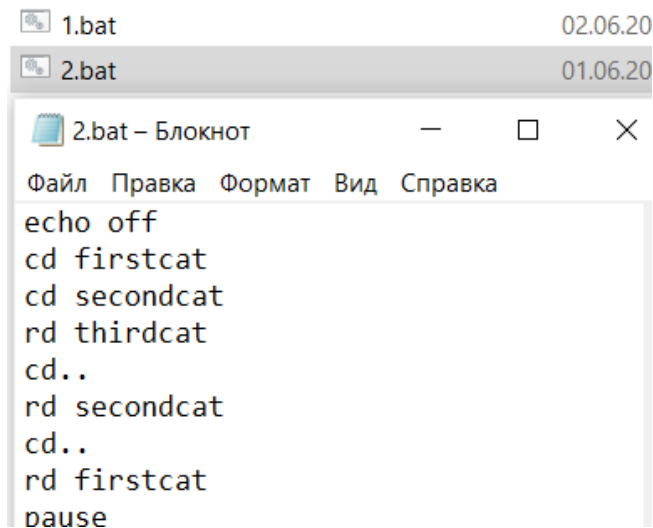 1.bat 02.06.20
2.bat 01.06.20
2.bat – Блокнот
Файл Правка Формат Вид Справка
echo off
cd firstcat
cd secondcat
rd thirdcat
cd..
rd secondcat
cd..
rd firstcat
pause